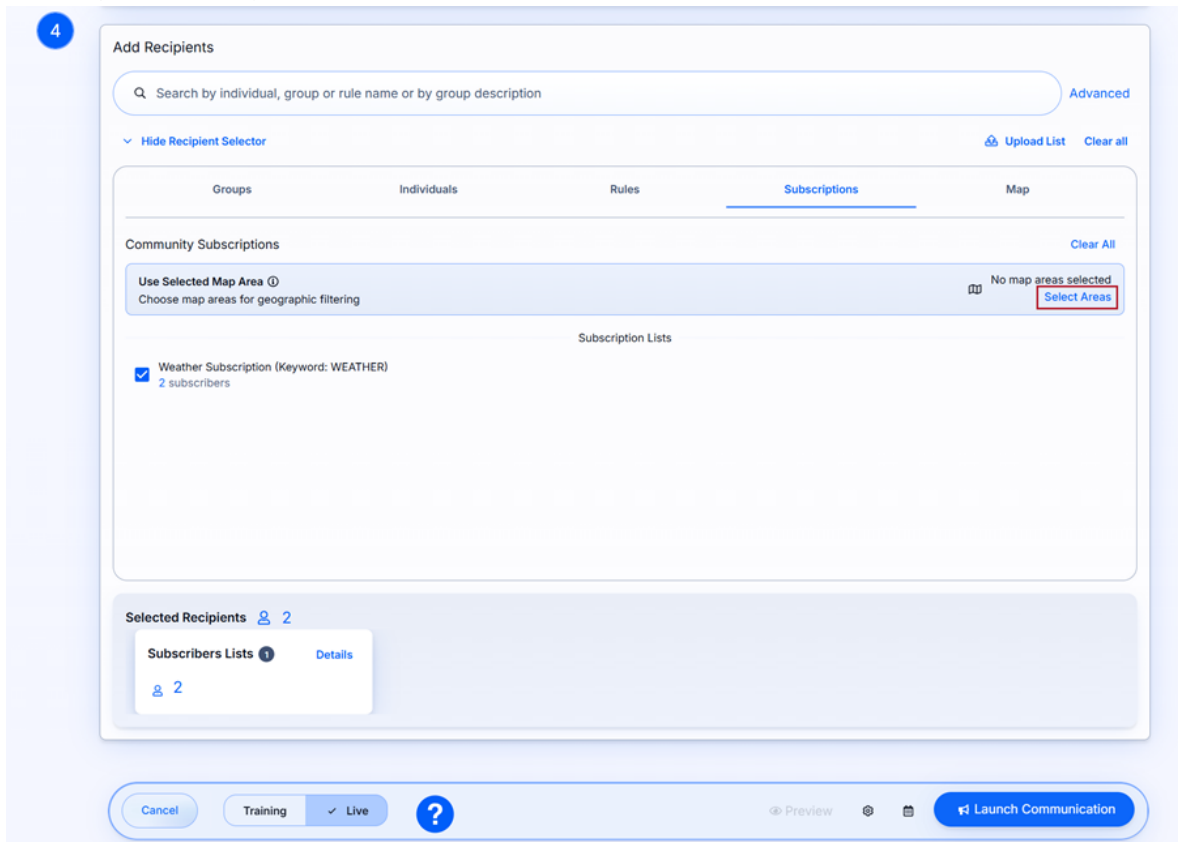 4
Add Recipients
Search by individual, group or rule name or by group description
Advanced
Hide Recipient Selector
Upload List
Clear all
Groups
Individuals
Rules
Subscriptions
Map
Community Subscriptions
Clear All
Use Selected Map Area
Choose map areas for geographic filtering
No map areas selected
Select Areas
Subscription Lists
Weather Subscription (Keyword: WEATHER)
2 subscribers
Selected Recipients 2
Subscribers Lists 1
Details
2
Cancel
Training
Live
?
Preview
Launch Communication